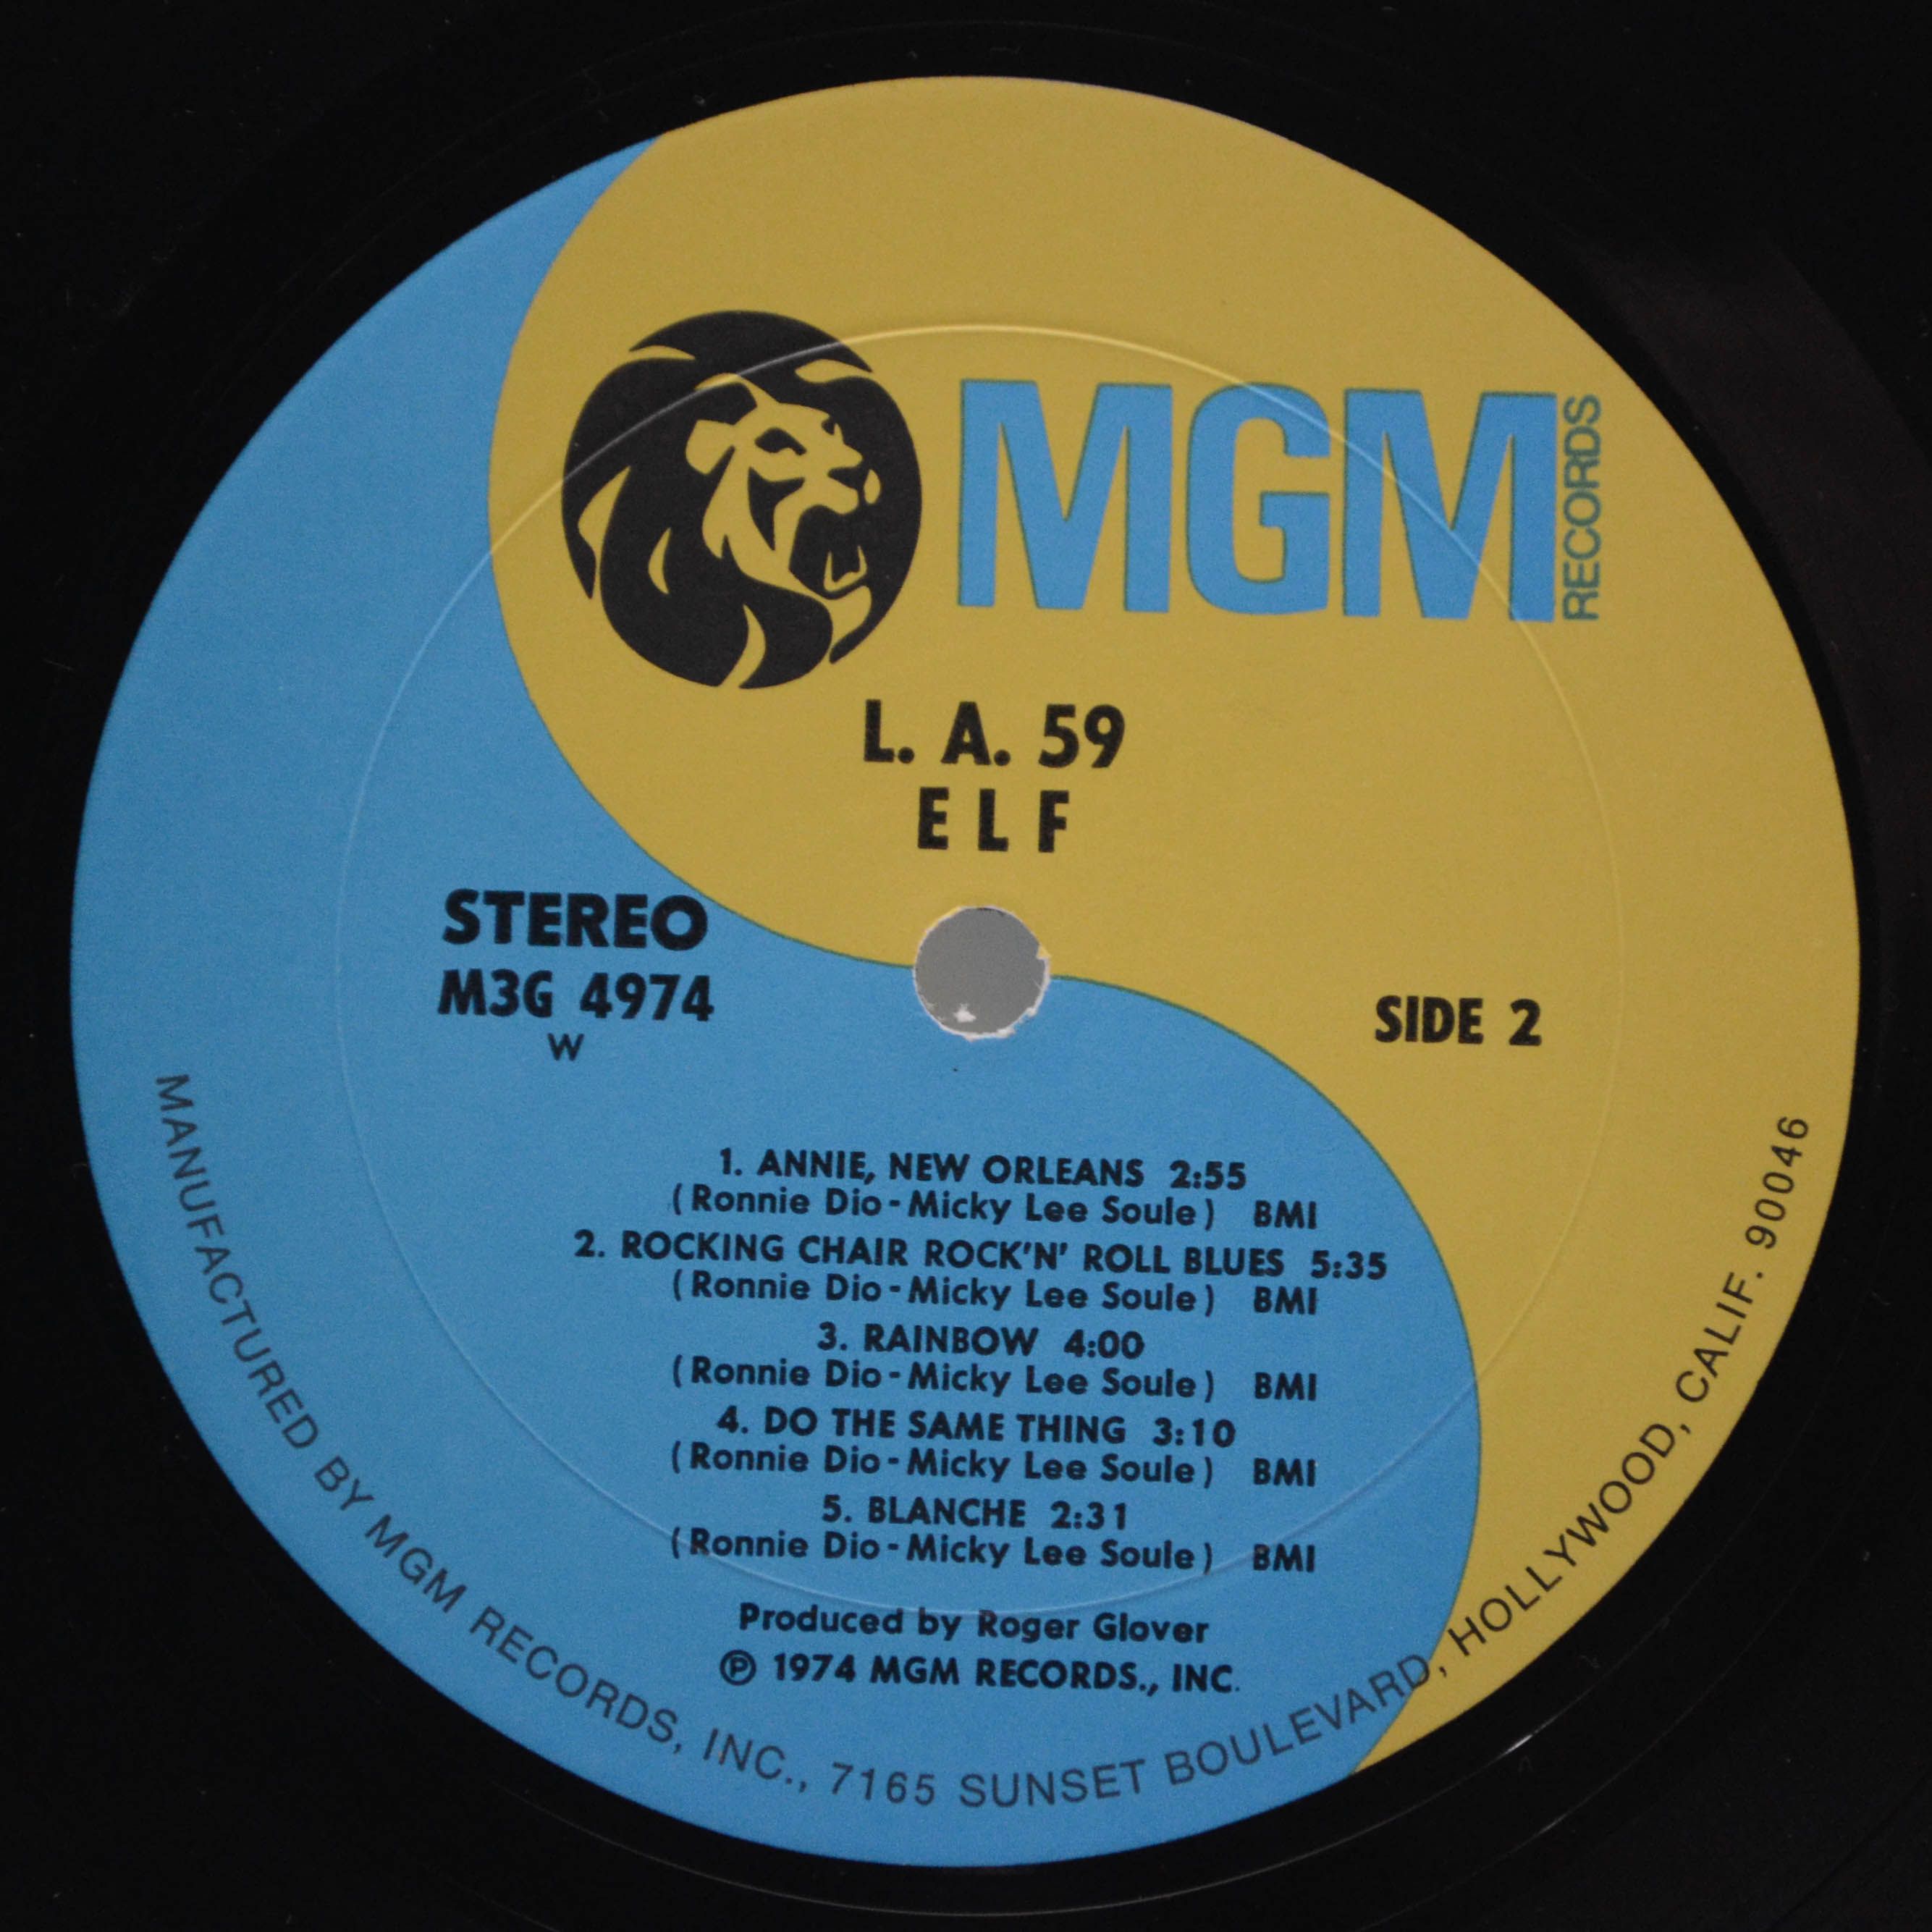 MGM RECORDS
L. A. 59
ELF
STEREO
M3G 4974
W
SIDE 2
1. ANNIE, NEW ORLEANS 2:55
(Ronnie Dio-Micky Lee Soule) BMI
2. ROCKING CHAIR ROCK'N' ROLL BLUES 5:35
(Ronnie Dio-Micky Lee Soule) BMI
3. RAINBOW 4:00
(Ronnie Dio-Micky Lee Soule) BMI
4. DO THE SAME THING 3:10
(Ronnie Dio-Micky Lee Soule) BMI
5. BLANCHE 2:31
(Ronnie Dio-Micky Lee Soule) BMI
Produced by Roger Glover
℗ 1974 MGM RECORDS., INC.
MANUFACTURED BY MGM RECORDS, INC., 7165 SUNSET BOULEVARD, HOLLYWOOD, CALIF. 90046